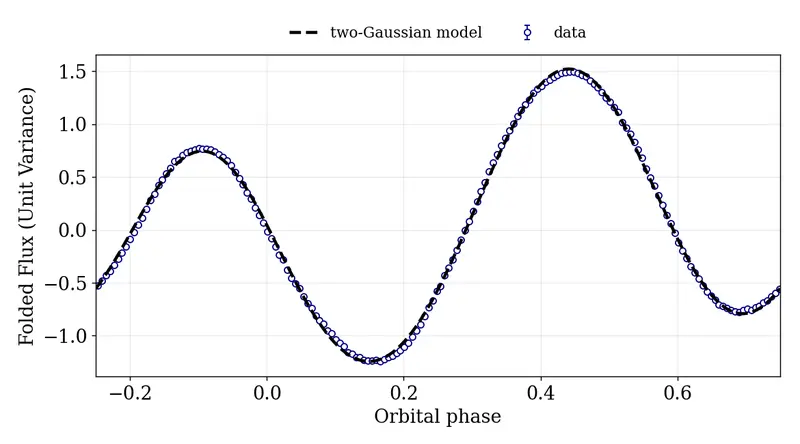 two-Gaussian model
data
Folded Flux (Unit Variance)
1.5
1.0
0.5
0.0
−0.5
−1.0
−0.2
0.0
0.2
0.4
0.6
Orbital phase